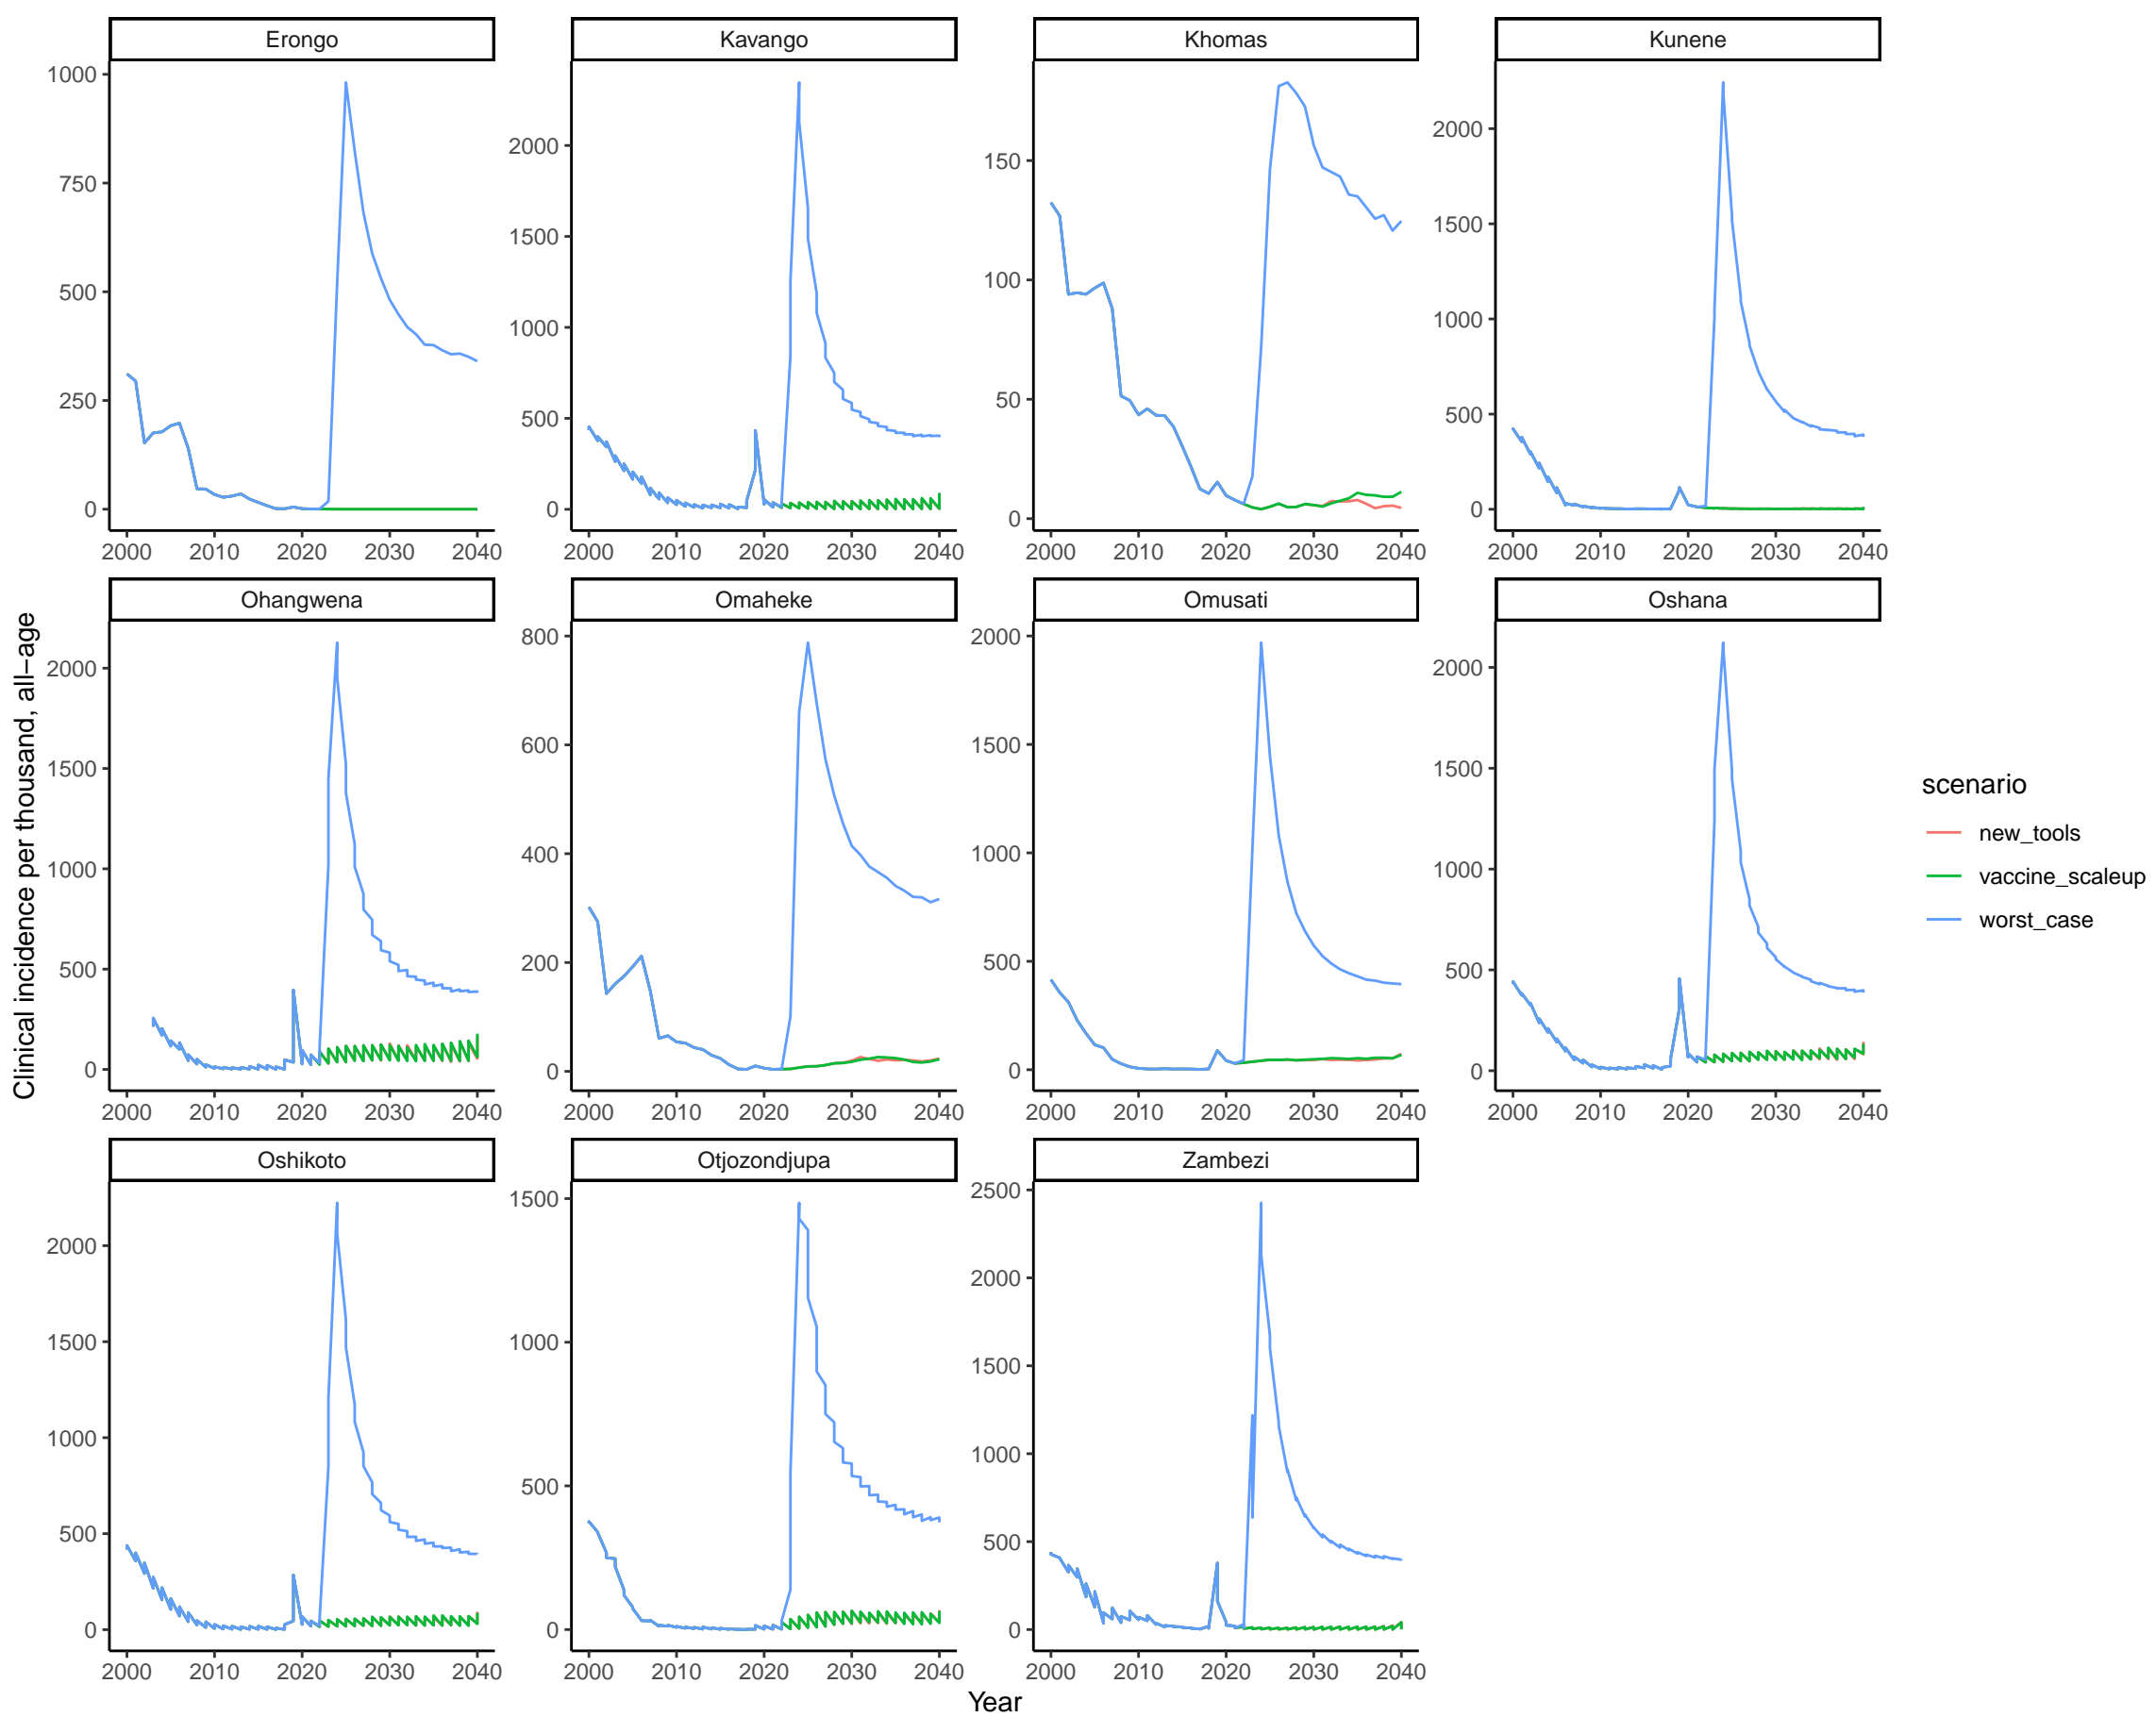 Erongo
Kavango
Khomas
Kunene
1000
750
500
250
0
2000 2010 2020 2030 2040
2000
1500
1000
500
0
2000 2010 2020 2030 2040
150
100
50
0
2000 2010 2020 2030 2040
2000
1500
1000
500
0
2000 2010 2020 2030 2040
Ohangwena
Omaheke
Omusati
Oshana
2000
1500
1000
500
0
2000 2010 2020 2030 2040
800
600
400
200
0
2000 2010 2020 2030 2040
2000
1500
1000
500
0
2000 2010 2020 2030 2040
2000
1500
1000
500
0
2000 2010 2020 2030 2040
Oshikoto
Otjozondjupa
Zambezi
2000
1500
1000
500
0
2000 2010 2020 2030 2040
1500
1000
500
0
2000 2010 2020 2030 2040
2500
2000
1500
1000
500
0
2000 2010 2020 2030 2040
Clinical incidence per thousand, all−age
Year
scenario
new_tools
vaccine_scaleup
worst_case